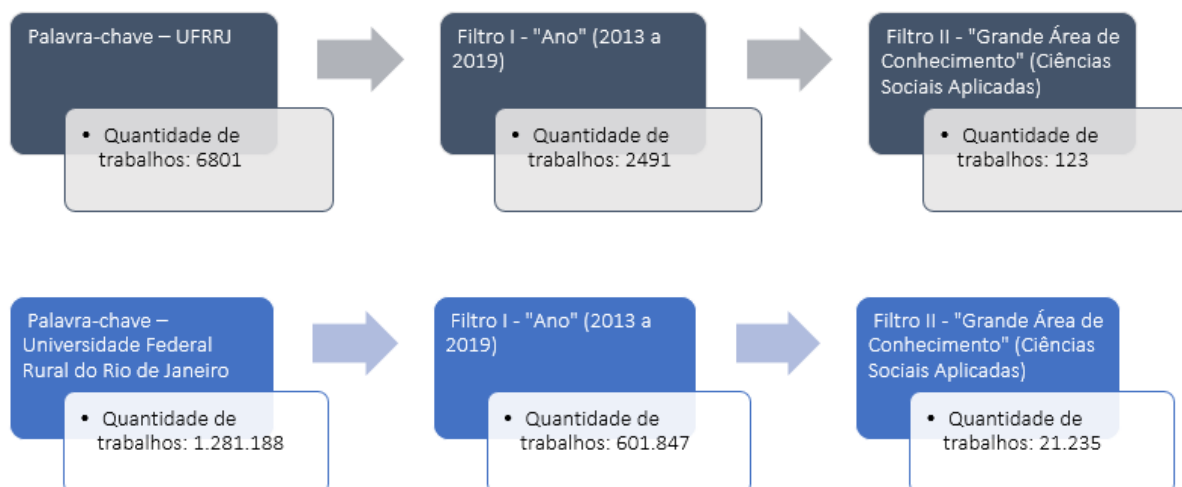 Palavra-chave – UFRRJ
• Quantidade de
trabalhos: 6801
Filtro I - "Ano" (2013 a
2019)
• Quantidade de
trabalhos: 2491
Filtro II - "Grande Área de
Conhecimento" (Ciências
Sociais Aplicadas)
• Quantidade de
trabalhos: 123
Palavra-chave –
Universidade Federal
Rural do Rio de Janeiro
• Quantidade de
trabalhos: 1.281.188
Filtro I - "Ano" (2013 a
2019)
• Quantidade de
trabalhos: 601.847
Filtro II - "Grande Área de
Conhecimento" (Ciências
Sociais Aplicadas)
• Quantidade de
trabalhos: 21.235